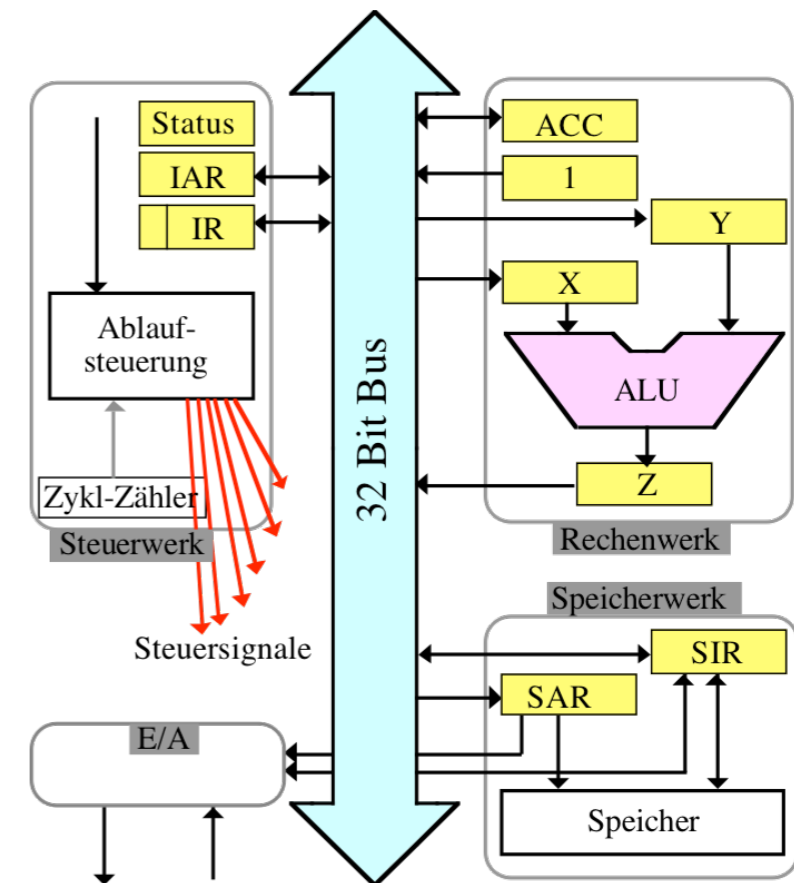 Status
IAR
IR
Ablauf-
steuerung
Zykl-Zähler
Steuerwerk
Steuersignale
E/A
32 Bit Bus
ACC
1
Y
X
ALU
Z
Rechenwerk
Speicherwerk
SIR
SAR
Speicher